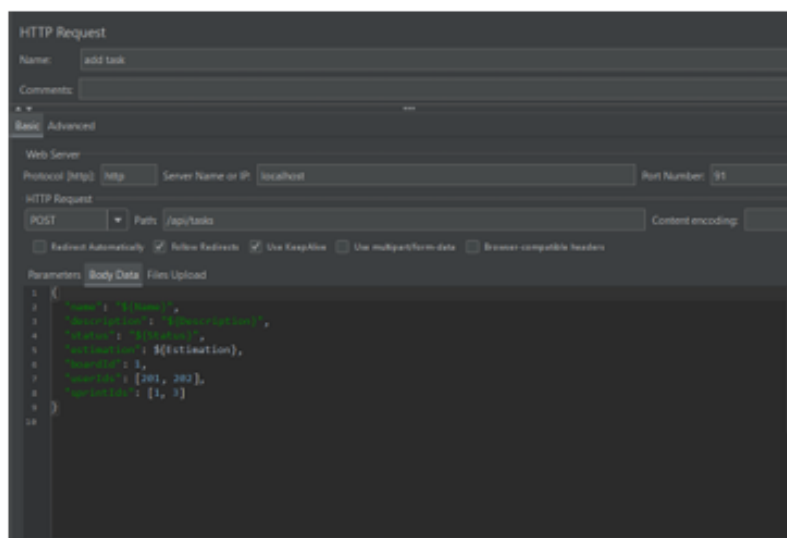 HTTP Request
Name: add task
Comments:
Basic Advanced
Web Server
Protocol [http]: http Server Name or IP: localhost Port Number: 91
HTTP Request
POST Path: /api/tasks Content encoding:
Redirect Automatically Follow Redirects Use KeepAlive Use multipart/form-data Browser-compatible headers
Parameters Body Data Files Upload
1 {
2 "name": "${Name}",
3 "description": "${Description}",
4 "status": "${Status}",
5 "estimation": ${Estimation},
6 "boardId": 1,
7 "userIds": [201, 202],
8 "sprintIds": [1, 3]
9 }
10